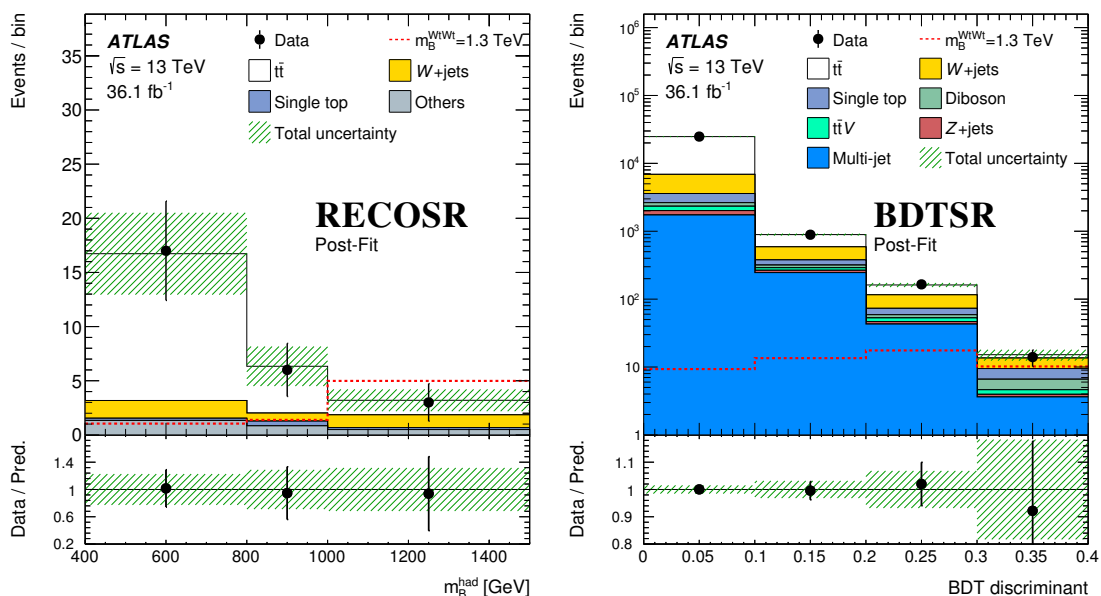 Events / bin
35
30
25
20
15
10
5
0
ATLAS
√s = 13 TeV
36.1 fb⁻¹
Data
m_B^WtWt=1.3 TeV
tt̄
W+jets
Single top
Others
Total uncertainty
RECOSR
Post-Fit
Data / Pred.
1.4
1
0.6
0.2
400 600 800 1000 1200 1400
m_B^had [GeV]
Events / bin
10⁶
10⁵
10⁴
10³
10²
10
1
ATLAS
√s = 13 TeV
36.1 fb⁻¹
Data
m_B^WtWt=1.3 TeV
tt̄
W+jets
Single top
Diboson
tt̄V
Z+jets
Multi-jet
Total uncertainty
BDTSR
Post-Fit
Data / Pred.
1.1
1
0.9
0.8
0 0.05 0.1 0.15 0.2 0.25 0.3 0.35 0.4
BDT discriminant